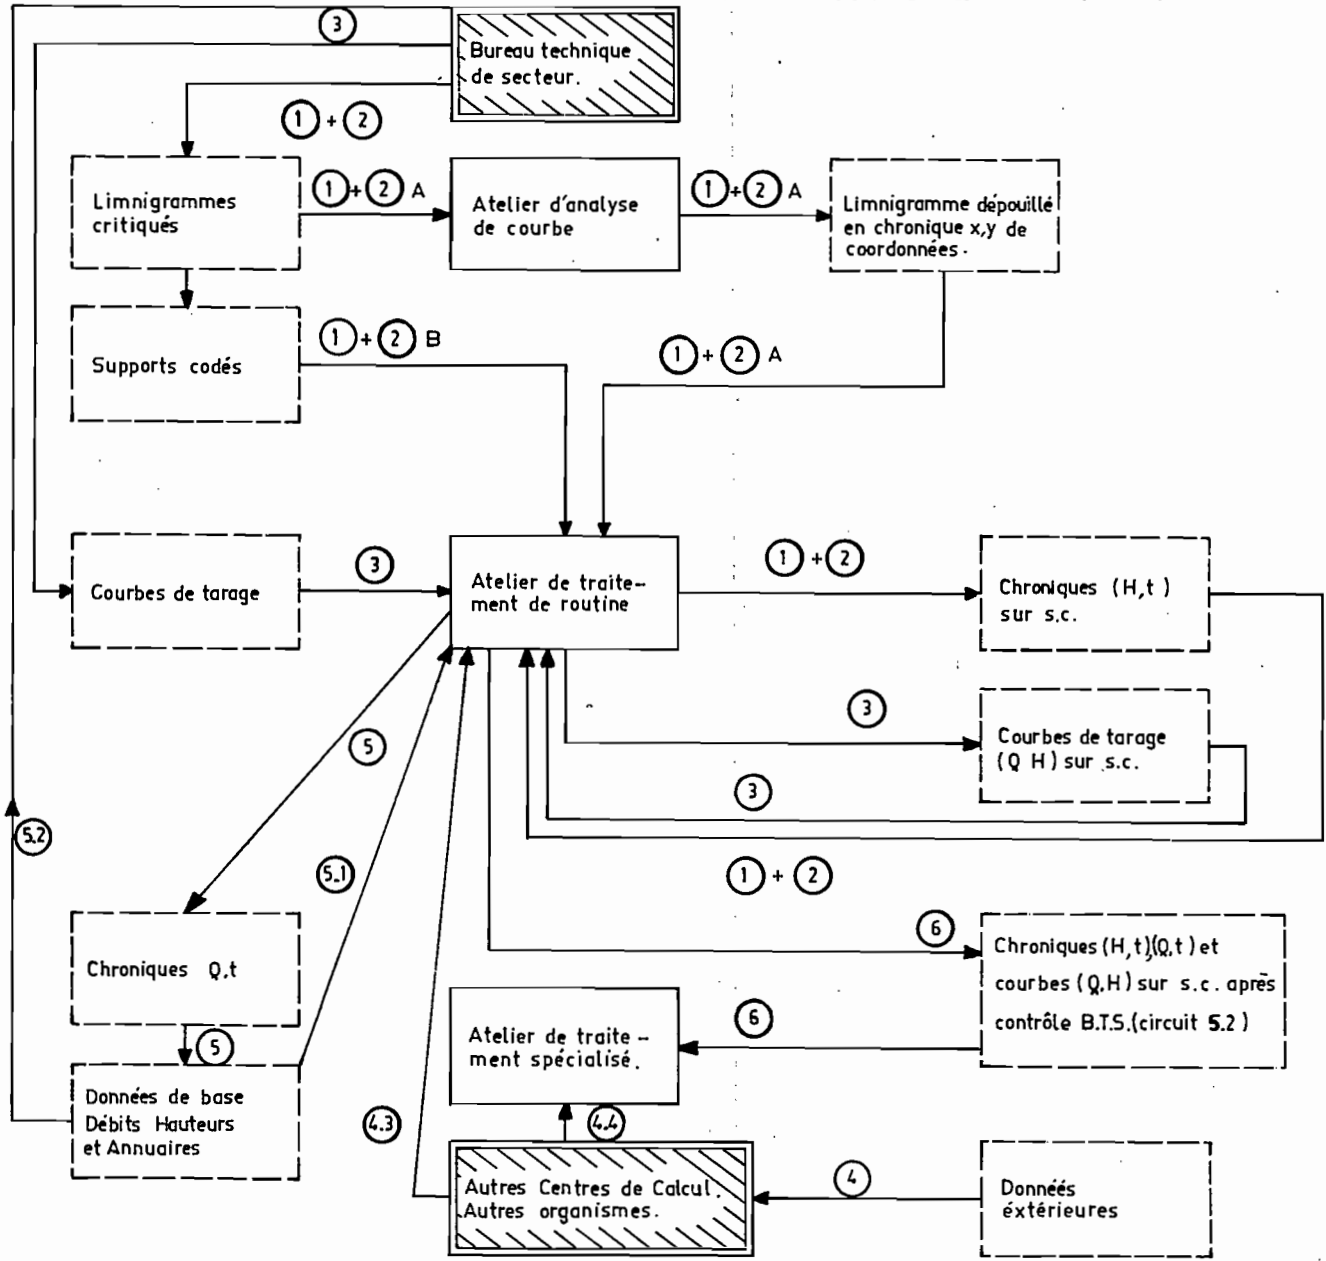 3
Bureau technique
de secteur.
1 + 2
Limnigrammes
critiqués
1 + 2 A
Atelier d'analyse
de courbe
1 + 2 A
Limnigramme dépouillé
en chronique x,y de
coordonnées.
Supports codés
1 + 2 B
1 + 2 A
Courbes de tarage
3
Atelier de traite-
ment de routine
1 + 2
Chroniques (H,t)
sur s.c.
3
Courbes de tarage
(Q H) sur s.c.
5
3
5.2
5.1
1 + 2
6
Chroniques Q,t
Chroniques (H,t),(Q,t) et
courbes (Q,H) sur s.c. après
contrôle B.T.S. (circuit 5.2)
5
Atelier de traite-
ment spécialisé.
6
Données de base
Débits Hauteurs
et Annuaires
4.3
4.4
Autres Centres de Calcul.
Autres organismes.
4
Donneés
éxtérieures